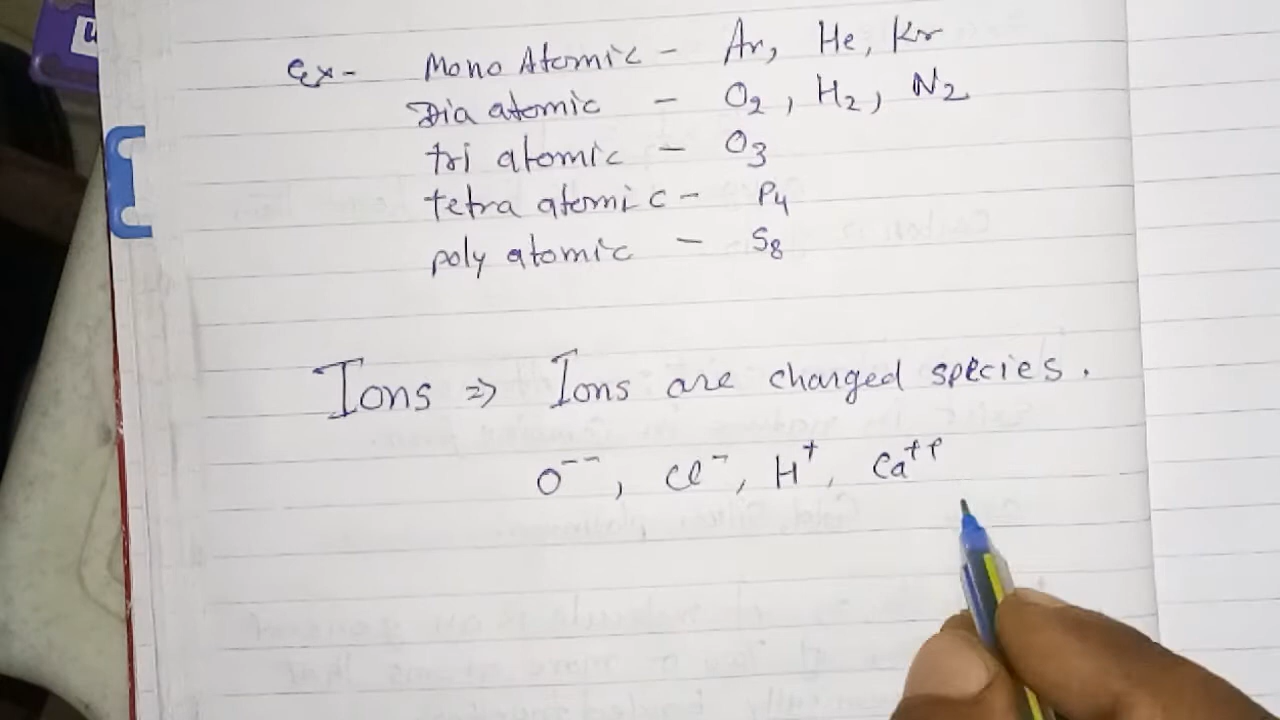 ex- Mono Atomic - Ar, He, Kr
Dia atomic - O2, H2, N2
tri atomic - O3
tetra atomic - P4
poly atomic - S8
Ions => Ions are charged species.
O--, Cl-, H+, Ca++